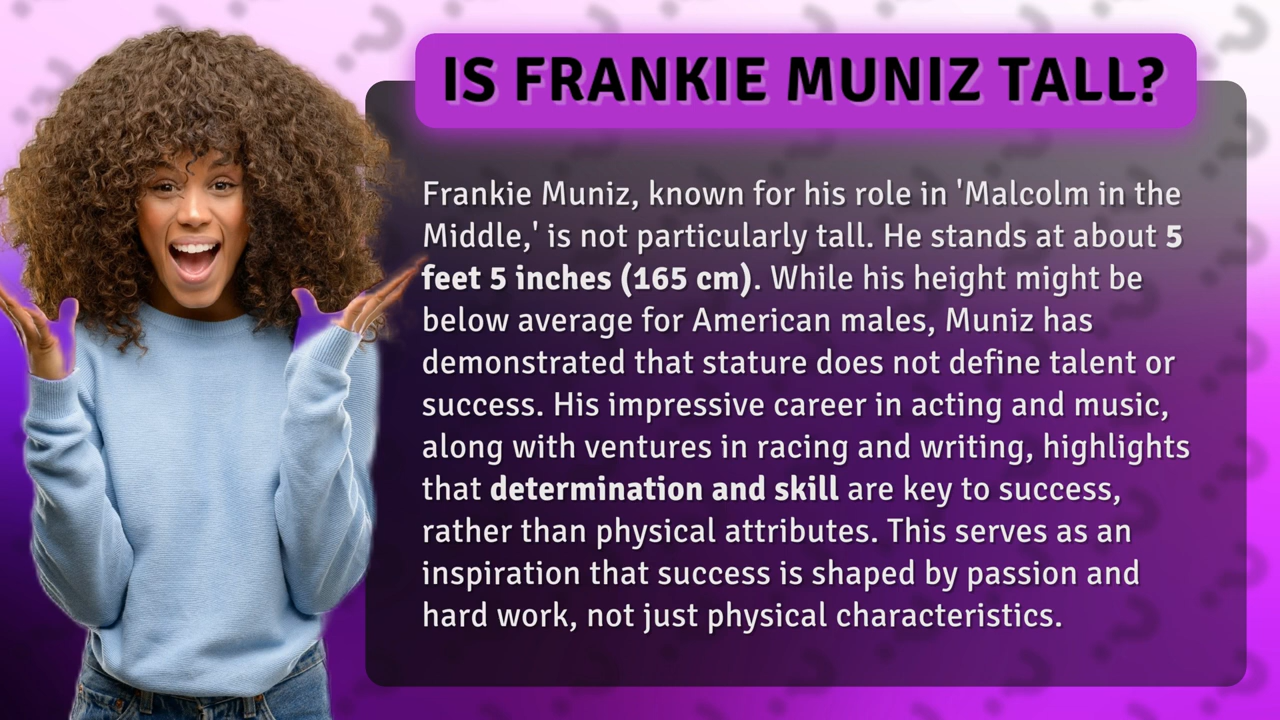 IS FRANKIE MUNIZ TALL?
Frankie Muniz, known for his role in 'Malcolm in the
Middle,' is not particularly tall. He stands at about 5
feet 5 inches (165 cm). While his height might be
below average for American males, Muniz has
demonstrated that stature does not define talent or
success. His impressive career in acting and music,
along with ventures in racing and writing, highlights
that determination and skill are key to success,
rather than physical attributes. This serves as an
inspiration that success is shaped by passion and
hard work, not just physical characteristics.